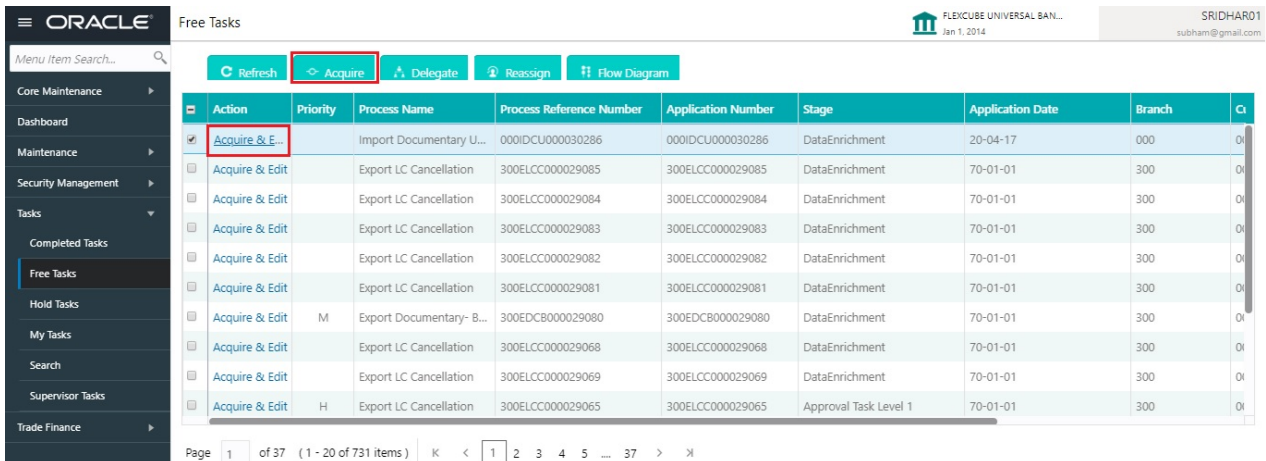 ORACLE
Free Tasks
FLEXCUBE UNIVERSAL BAN...
Jan 1, 2014
SRIDHAR01
subham@gmail.com
Menu Item Search...
Core Maintenance
Dashboard
Maintenance
Security Management
Tasks
Completed Tasks
Free Tasks
Hold Tasks
My Tasks
Search
Supervisor Tasks
Trade Finance
Refresh Acquire Delegate Reassign Flow Diagram
Action Priority Process Name Process Reference Number Application Number Stage Application Date Branch
Acquire & E... Import Documentary U... 000IDCU000030286 000IDCU000030286 DataEnrichment 20-04-17 000
Acquire & Edit Export LC Cancellation 300ELCC000029085 300ELCC000029085 DataEnrichment 70-01-01 300
Acquire & Edit Export LC Cancellation 300ELCC000029084 300ELCC000029084 DataEnrichment 70-01-01 300
Acquire & Edit Export LC Cancellation 300ELCC000029083 300ELCC000029083 DataEnrichment 70-01-01 300
Acquire & Edit Export LC Cancellation 300ELCC000029082 300ELCC000029082 DataEnrichment 70-01-01 300
Acquire & Edit Export LC Cancellation 300ELCC000029081 300ELCC000029081 DataEnrichment 70-01-01 300
Acquire & Edit M Export Documentary- B... 300EDCB000029080 300EDCB000029080 DataEnrichment 70-01-01 300
Acquire & Edit Export LC Cancellation 300ELCC000029068 300ELCC000029068 DataEnrichment 70-01-01 300
Acquire & Edit Export LC Cancellation 300ELCC000029069 300ELCC000029069 DataEnrichment 70-01-01 300
Acquire & Edit H Export LC Cancellation 300ELCC000029065 300ELCC000029065 Approval Task Level 1 70-01-01 300
Page 1 of 37 (1 - 20 of 731 items) 1 2 3 4 5 ... 37